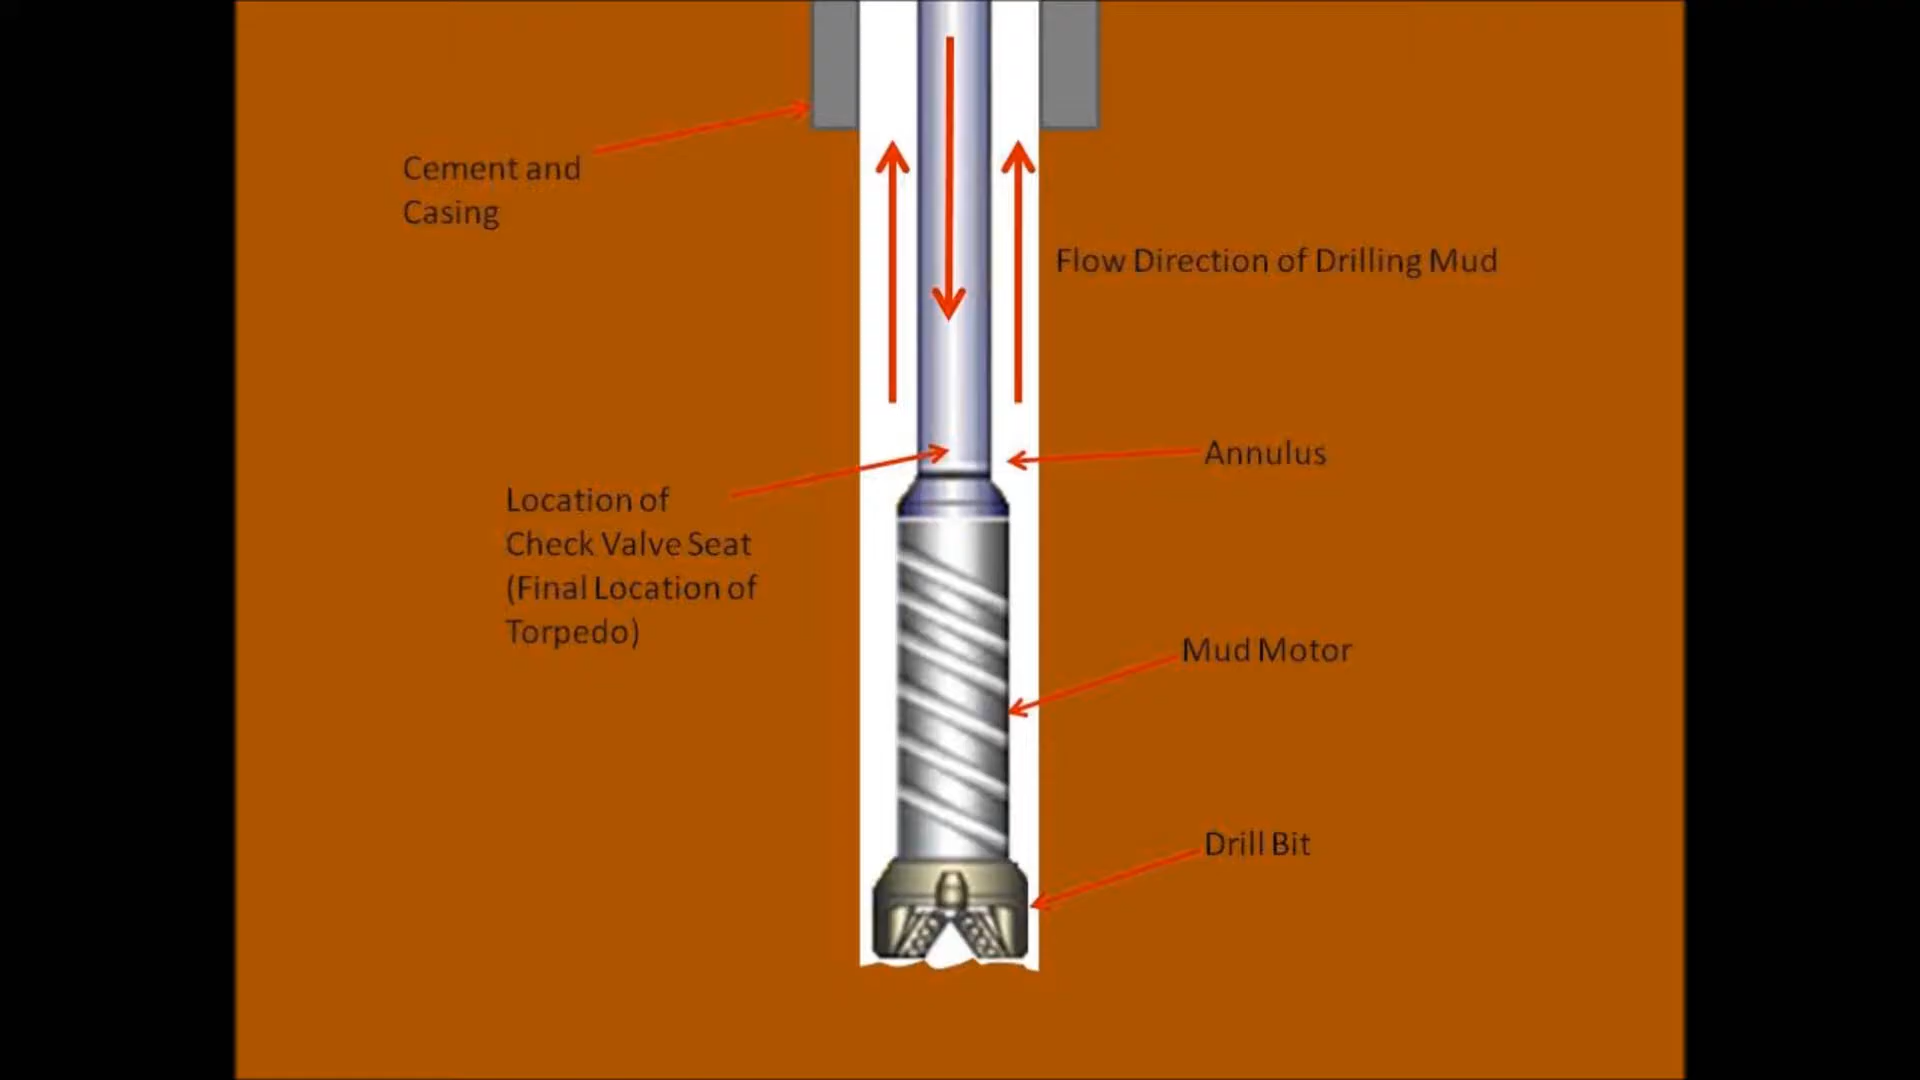 Cement and
Casing
Flow Direction of Drilling Mud
Annulus
Location of
Check Valve Seat
(Final Location of
Torpedo)
Mud Motor
Drill Bit